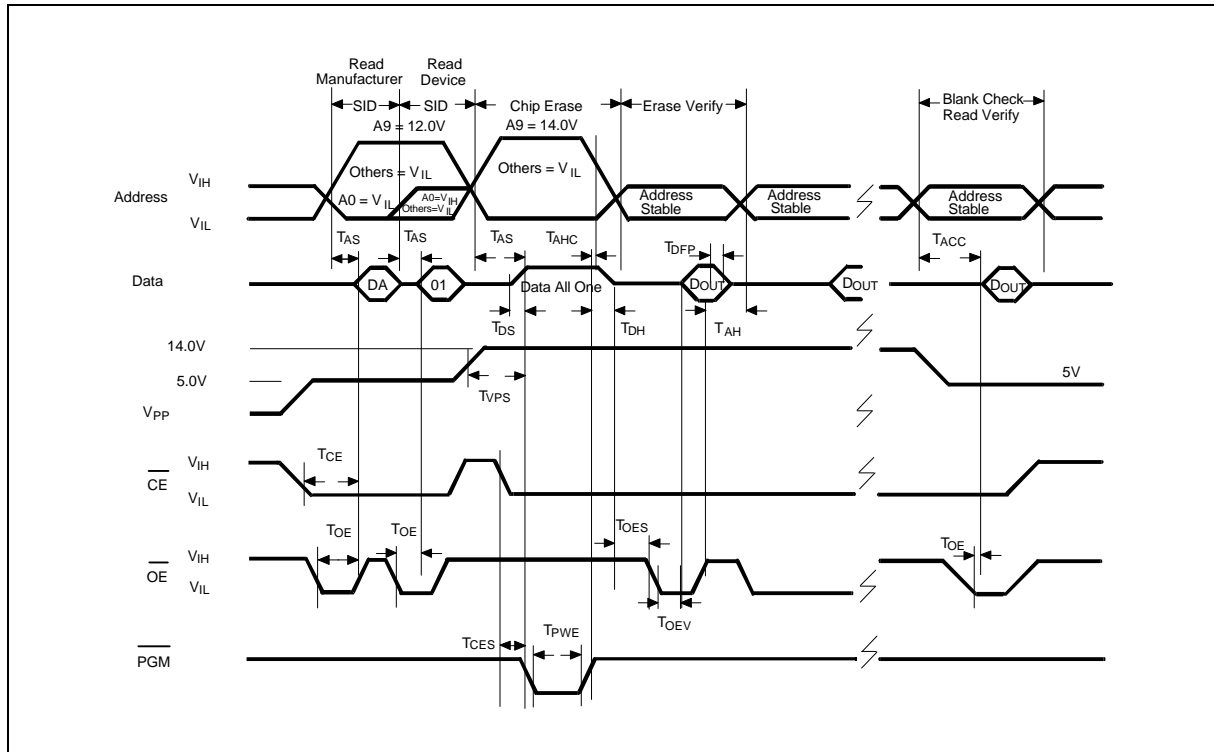 Read Manufacturer SID
Read Device SID
Chip Erase
Erase Verify
Blank Check
Read Verify
A9 = 12.0V
A9 = 14.0V
Others = VIL
Others = VIL
Address
VIH
VIL
A0 = VIL
A0=VIH
Others=VIL
Address Stable
Address Stable
Address Stable
TAS
TAS
TAS
TAHC
TDFP
TACC
Data
DA
01
Data All One
DOUT
DOUT
DOUT
TDS
TDH
TAH
14.0V
5.0V
VPP
TVPS
5V
CE
VIH
VIL
TCE
OE
VIH
VIL
TOE
TOE
TOES
TOE
TOEV
PGM
TCES
TPWE